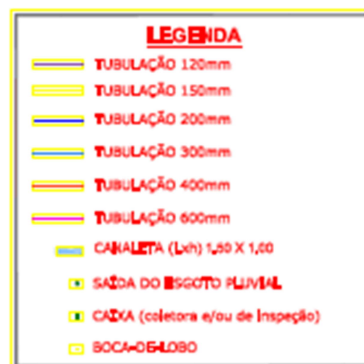 LEGENDA
TUBULAÇÃO 120mm
TUBULAÇÃO 150mm
TUBULAÇÃO 200mm
TUBULAÇÃO 300mm
TUBULAÇÃO 400mm
TUBULAÇÃO 600mm
CANALETA (Lxh) 1,50 X 1,00
SAÍDA DO ESGOTO PLUVIAL
CAIXA (coletora e/ou de inspeção)
BOCA-DE-LOBO